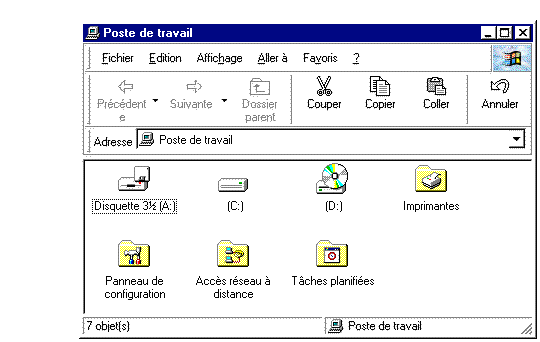 Poste de travail
Fichier Edition Affichage Aller à Favoris ?
Précédent Suivante Dossier Couper Copier Coller Annuler
e parent
Adresse Poste de travail
Disquette 3½ (A:) (C:) (D:) Imprimantes
Panneau de Accès réseau à Tâches planifiées
configuration distance
7 objet(s) Poste de travail